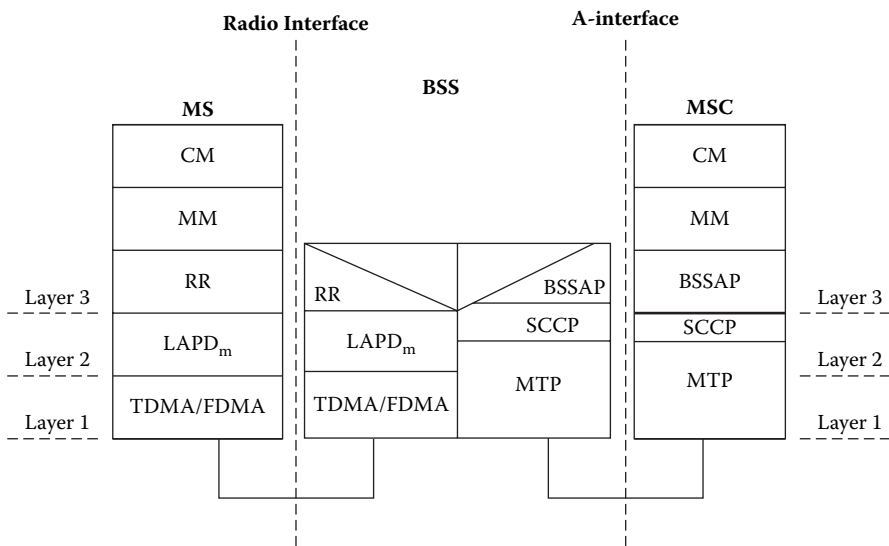 Radio Interface
A-interface
BSS
MS
MSC
CM
CM
MM
MM
RR
RR
BSSAP
BSSAP
Layer 3
Layer 3
LAPDm
LAPDm
SCCP
SCCP
Layer 2
Layer 2
MTP
MTP
TDMA/FDMA
TDMA/FDMA
Layer 1
Layer 1